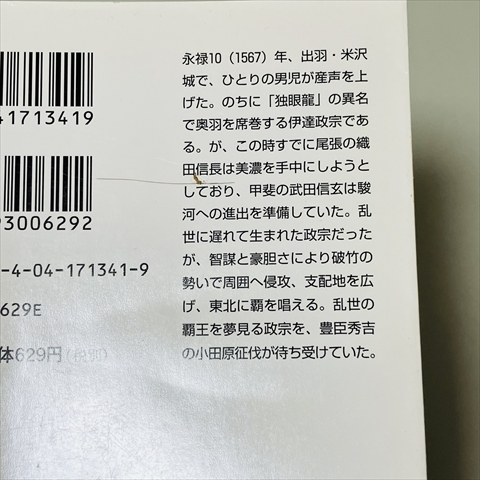 永禄10（1567）年、出羽・米沢
城で、ひとりの男児が産声を上
げた。のちに「独眼龍」の異名
で奥羽を席巻する伊達政宗であ
る。が、この時すでに尾張の織
田信長は美濃を手中にしようと
しており、甲斐の武田信玄は駿
河への進出を準備していた。乱
世に遅れて生まれた政宗だった
が、智謀と豪胆さにより破竹の
勢いで周囲へ侵攻、支配地を広
げ、東北に覇を唱える。乱世の
覇王を夢見る政宗を、豊臣秀吉
の小田原征伐が待ち受けていた。
41713419
93006292
-4-04-171341-9
629E
体629円（税別）